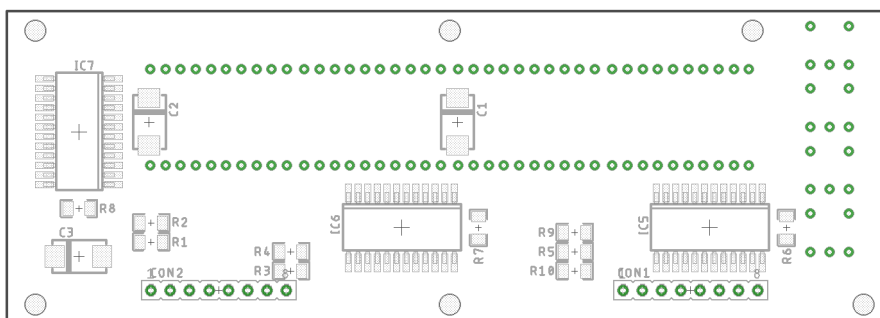 IC7
C2
C1
R8
R2
R1
C3
IC6
R7
R4
R3
R9
R5
R10
IC5
R6
1
CON2
8
1
CON1
8